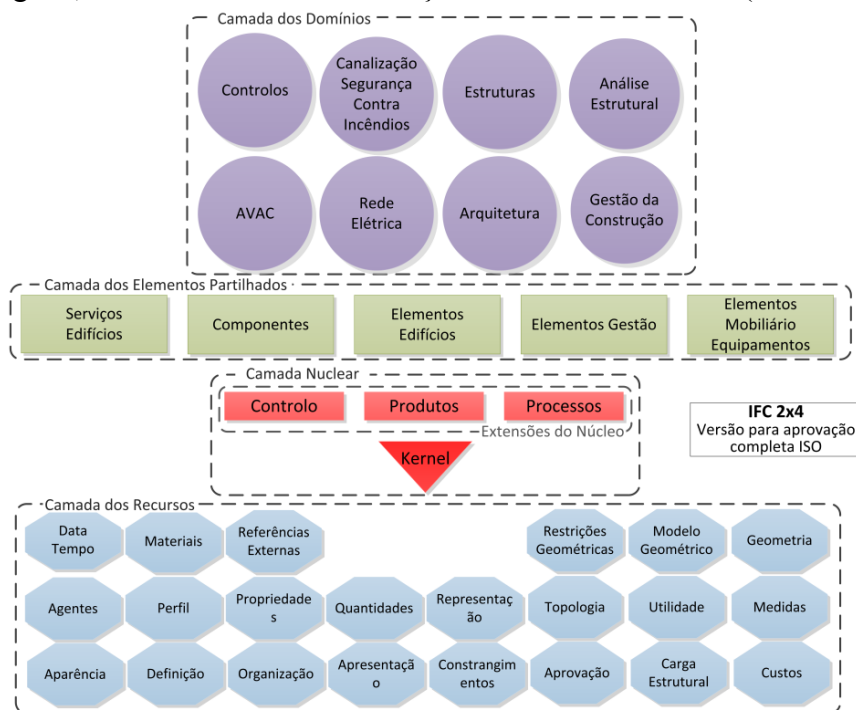 Camada dos Domínios
Controlos
Canalização
Segurança
Contra
Incêndios
Estruturas
Análise
Estrutural
AVAC
Rede
Elétrica
Arquitetura
Gestão da
Construção
Camada dos Elementos Partilhados
Serviços
Edifícios
Componentes
Elementos
Edifícios
Elementos Gestão
Elementos
Mobiliário
Equipamentos
Camada Nuclear
Controlo
Produtos
Processos
Extensões do Núcleo
Kernel
IFC 2x4
Versão para aprovação
completa ISO
Camada dos Recursos
Data
Tempo
Materiais
Referências
Externas
Restrições
Geométricas
Modelo
Geométrico
Geometria
Agentes
Perfil
Propriedade
s
Quantidades
Representaç
ão
Topologia
Utilidade
Medidas
Aparência
Definição
Organização
Apresentaçã
o
Constrangim
entos
Aprovação
Carga
Estrutural
Custos